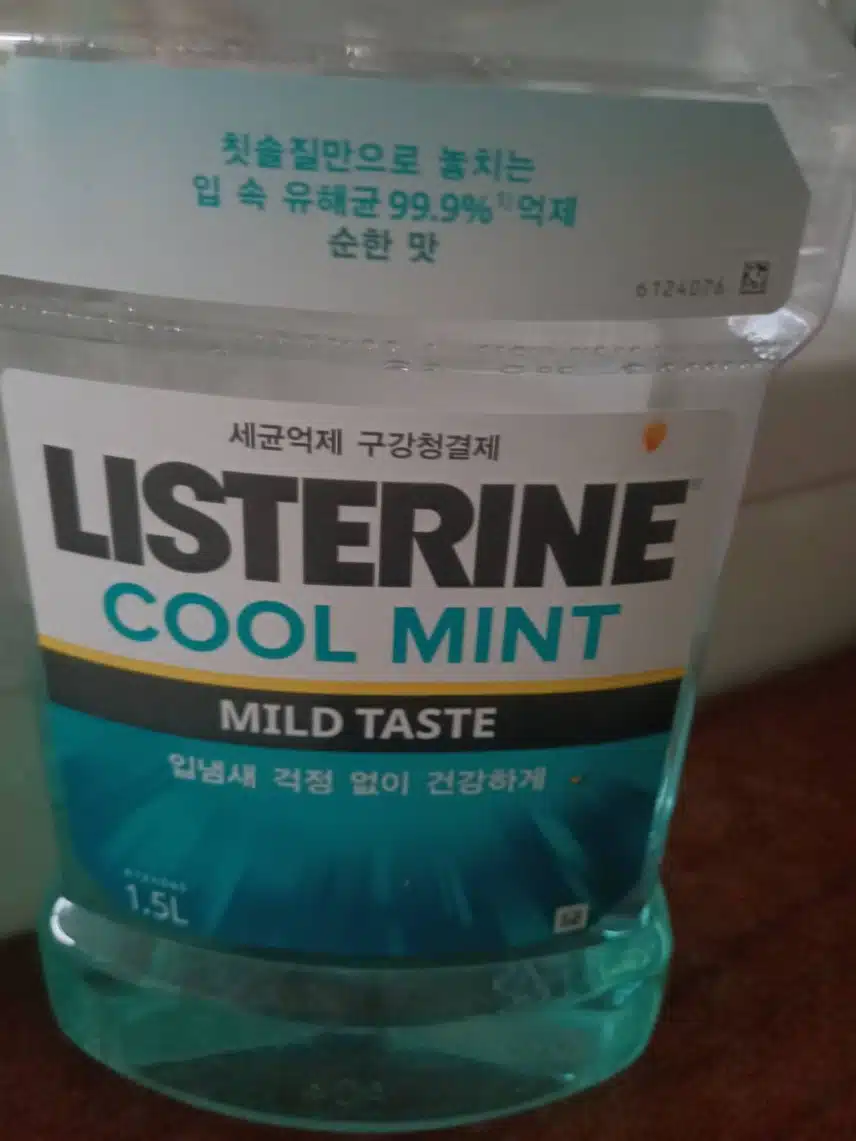 칫솔질만으로 놓치는
입 속 유해균 99.9% 억제
순한 맛
6124076
세균억제 구강청결제
LISTERINE
COOL MINT
MILD TASTE
입냄새 걱정 없이 건강하게
1.5L